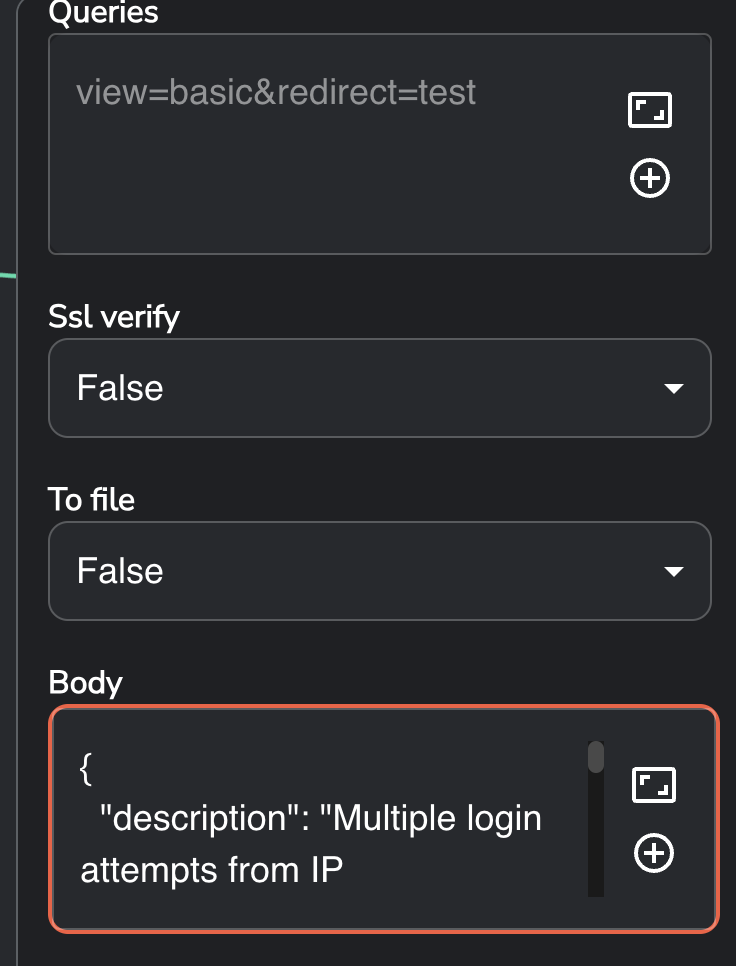 Queries
view=basic&redirect=test
Ssl verify
False
To file
False
Body
{
"description": "Multiple login
attempts from IP